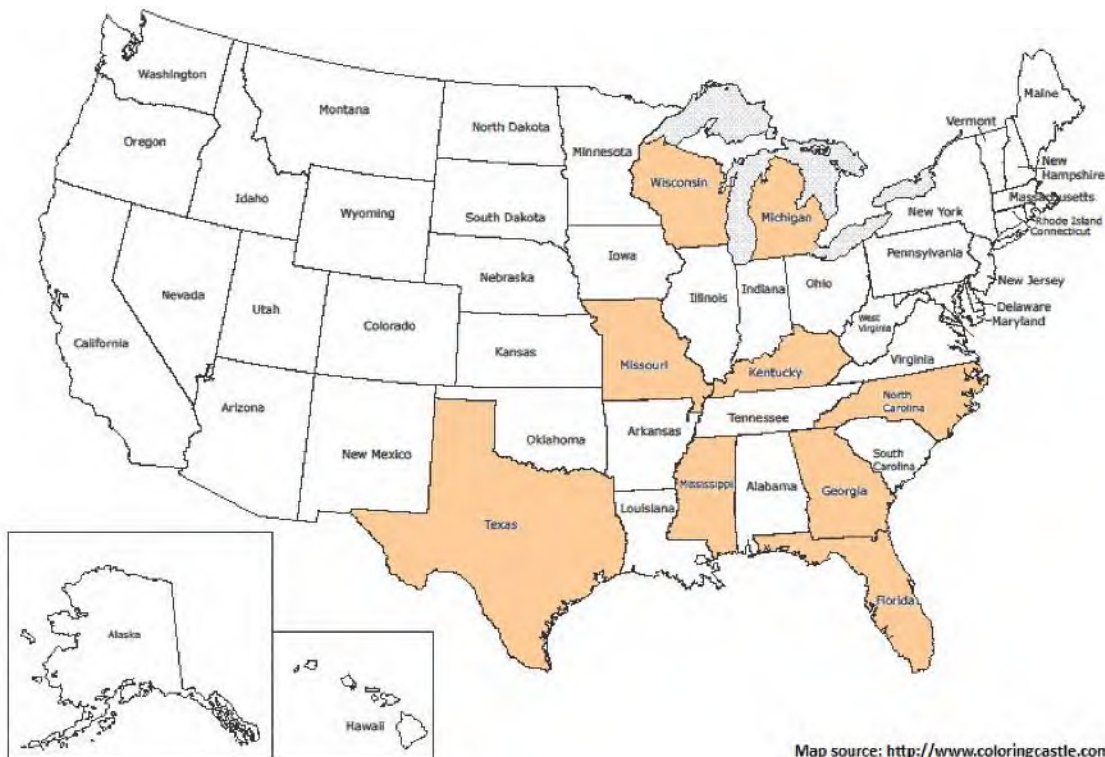 Washington
Montana
North Dakota
Minnesota
Maine
Vermont
New
Hampshire
Massachusetts
Rhode Island
Connecticut
Oregon
Idaho
Wyoming
South Dakota
Wisconsin
Michigan
New York
Iowa
Nebraska
Pennsylvania
New Jersey
Delaware
Maryland
Nevada
Utah
Colorado
California
Kansas
Illinois
Indiana
Ohio
West
Virginia
Virginia
Missouri
Kentucky
North
Carolina
Arizona
New Mexico
Oklahoma
Arkansas
Tennessee
South
Carolina
Texas
Louisiana
Mississippi
Alabama
Georgia
Florida
Alaska
Hawaii
Map source: http://www.coloringcastle.com